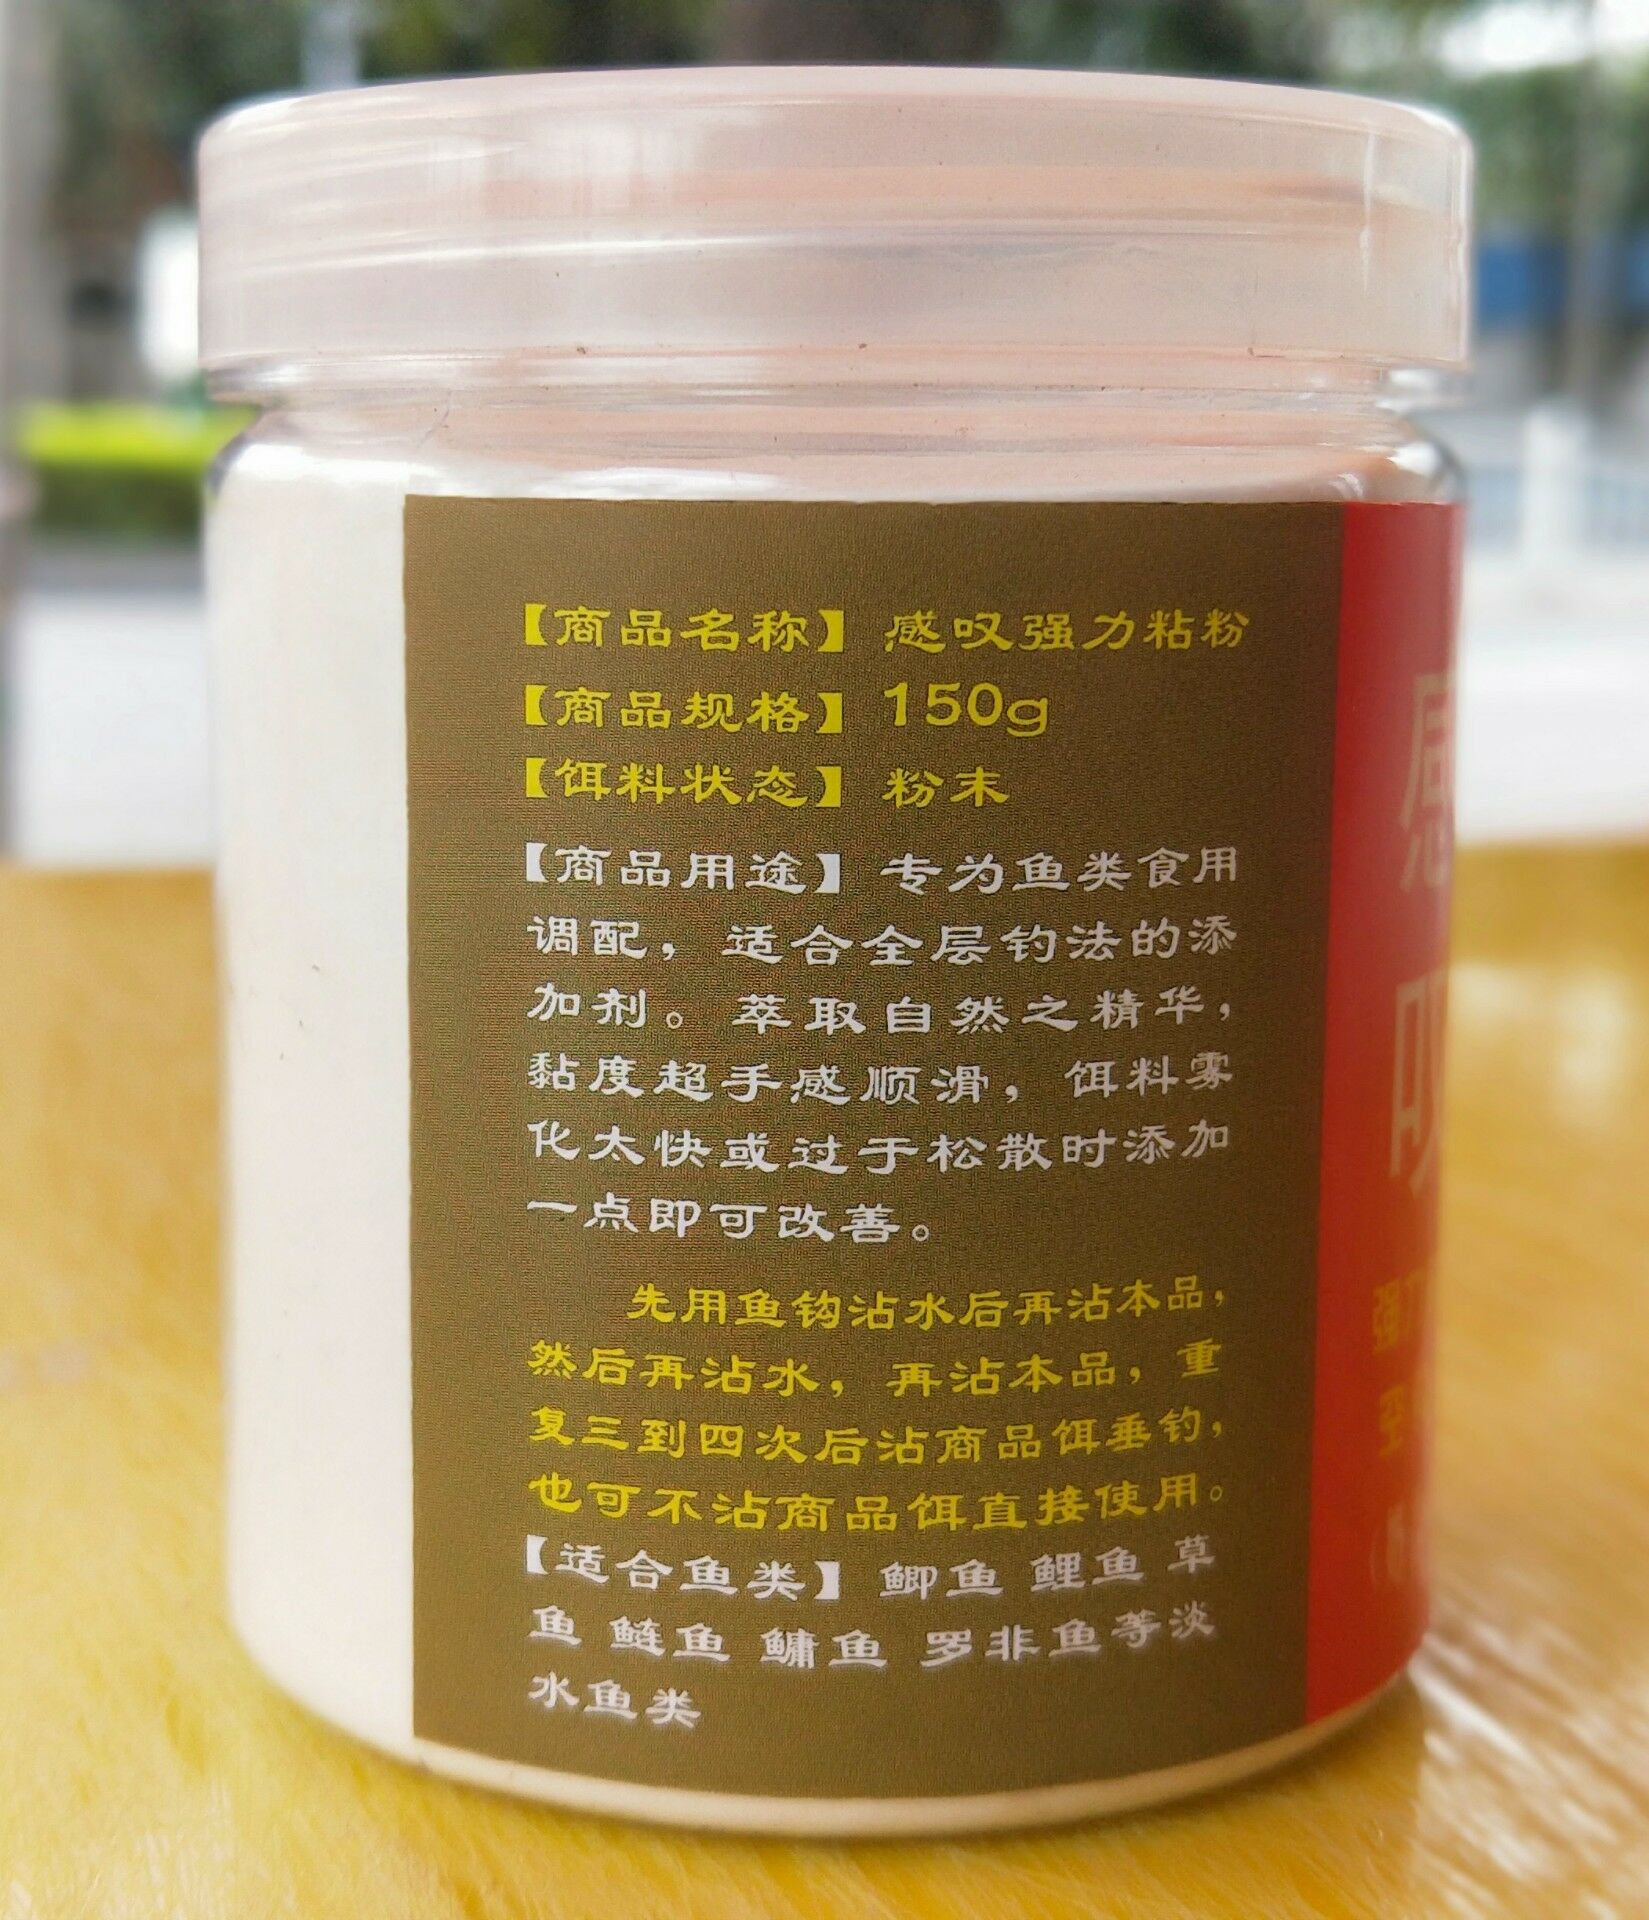 【商品名称】 感叹强力粘粉
【商品规格】 150g
【饵料状态】 粉末
【商品用途】 专为鱼类食用
调配，适合全层钓法的添
加剂。萃取自然之精华，
黏度超手感顺滑，饵料雾
化太快或过于松散时添加
一点即可改善。
先用鱼钩沾水后再沾本品，
然后再沾水，再沾本品，重
复三到四次后沾商品饵垂钓，
也可不沾商品饵直接使用。
【适合鱼类】 鲫鱼 鲤鱼 草
鱼 鲢鱼 鳙鱼 罗非鱼等淡
水鱼类